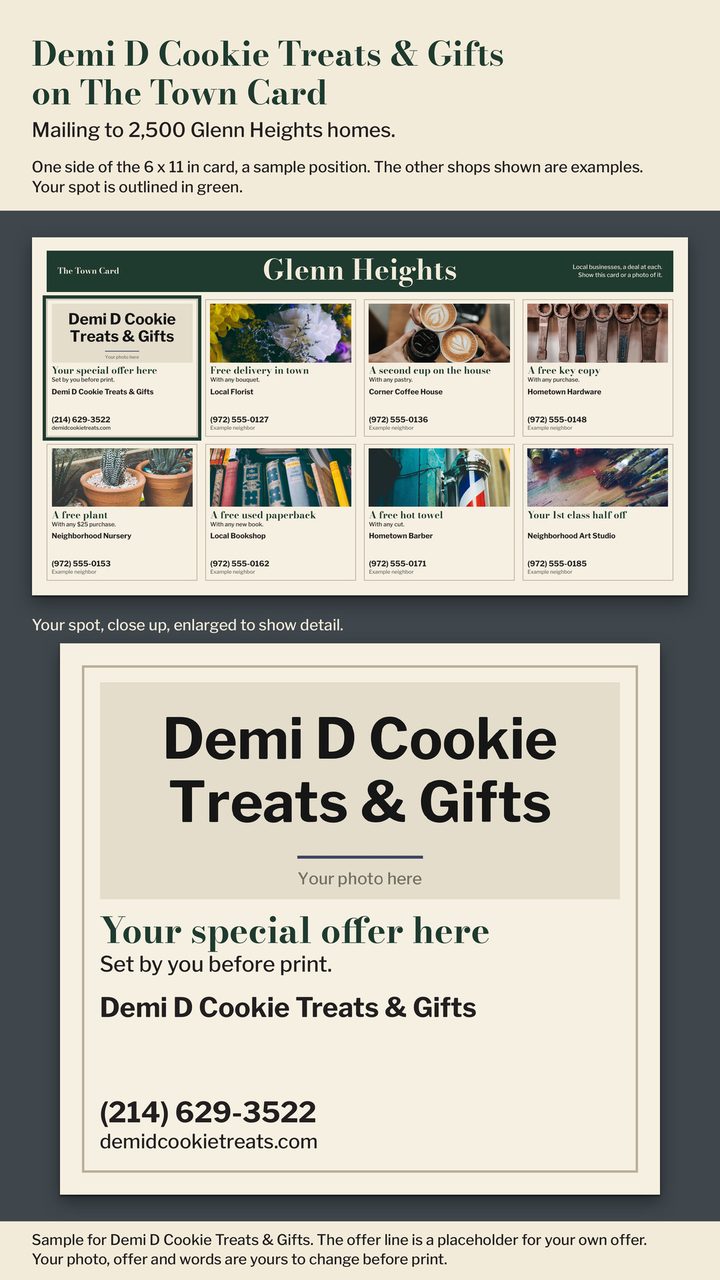 Demi D Cookie Treats & Gifts
on The Town Card
Mailing to 2,500 Glenn Heights homes.
One side of the 6 x 11 in card, a sample position. The other shops shown are examples.
Your spot is outlined in green.
The Town Card
Glenn Heights
Local businesses, a deal at each.
Show this card or a photo of it.
Demi D Cookie
Treats & Gifts
Your photo here
Your special offer here
Set by you before print.
Demi D Cookie Treats & Gifts
(214) 629-3522
demidcookietreats.com
Free delivery in town
With any bouquet.
Local Florist
(972) 555-0127
Example neighbor
A second cup on the house
With any pastry.
Corner Coffee House
(972) 555-0136
Example neighbor
A free key copy
With any purchase.
Hometown Hardware
(972) 555-0148
Example neighbor
A free plant
With any $25 purchase.
Neighborhood Nursery
(972) 555-0153
Example neighbor
A free used paperback
With any new book.
Local Bookshop
(972) 555-0162
Example neighbor
A free hot towel
With any cut.
Hometown Barber
(972) 555-0171
Example neighbor
Your 1st class half off
Neighborhood Art Studio
(972) 555-0185
Example neighbor
Your spot, close up, enlarged to show detail.
Demi D Cookie
Treats & Gifts
Your photo here
Your special offer here
Set by you before print.
Demi D Cookie Treats & Gifts
(214) 629-3522
demidcookietreats.com
Sample for Demi D Cookie Treats & Gifts. The offer line is a placeholder for your own offer.
Your photo, offer and words are yours to change before print.